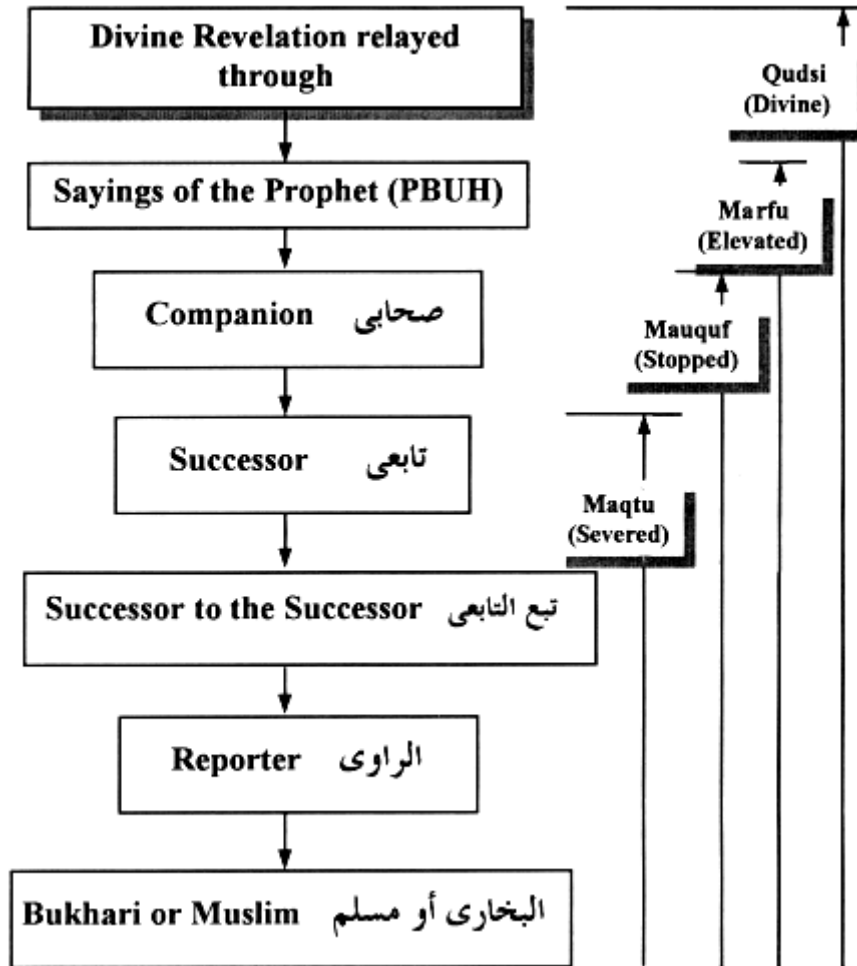 Divine Revelation relayed
through
Qudsi
(Divine)
Sayings of the Prophet (PBUH)
Marfu
(Elevated)
Companion صحابى
Mauquf
(Stopped)
Successor تابعى
Maqtu
(Severed)
Successor to the Successor تبع التابعى
Reporter الراوى
Bukhari or Muslim البخارى أو مسلم